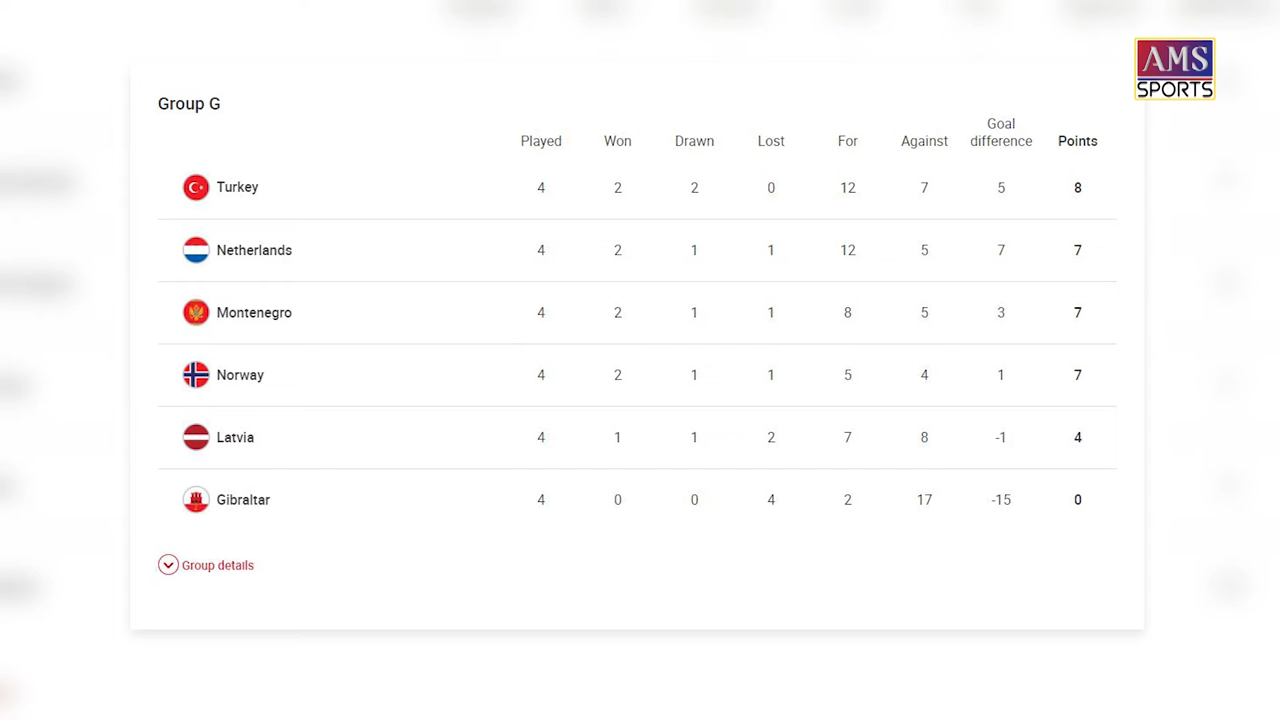 AMS
SPORTS
Group G
Played Won Drawn Lost For Against Goal difference Points
Turkey 4 2 2 0 12 7 5 8
Netherlands 4 2 1 1 12 5 7 7
Montenegro 4 2 1 1 8 5 3 7
Norway 4 2 1 1 5 4 1 7
Latvia 4 1 1 2 7 8 -1 4
Gibraltar 4 0 0 4 2 17 -15 0
Group details